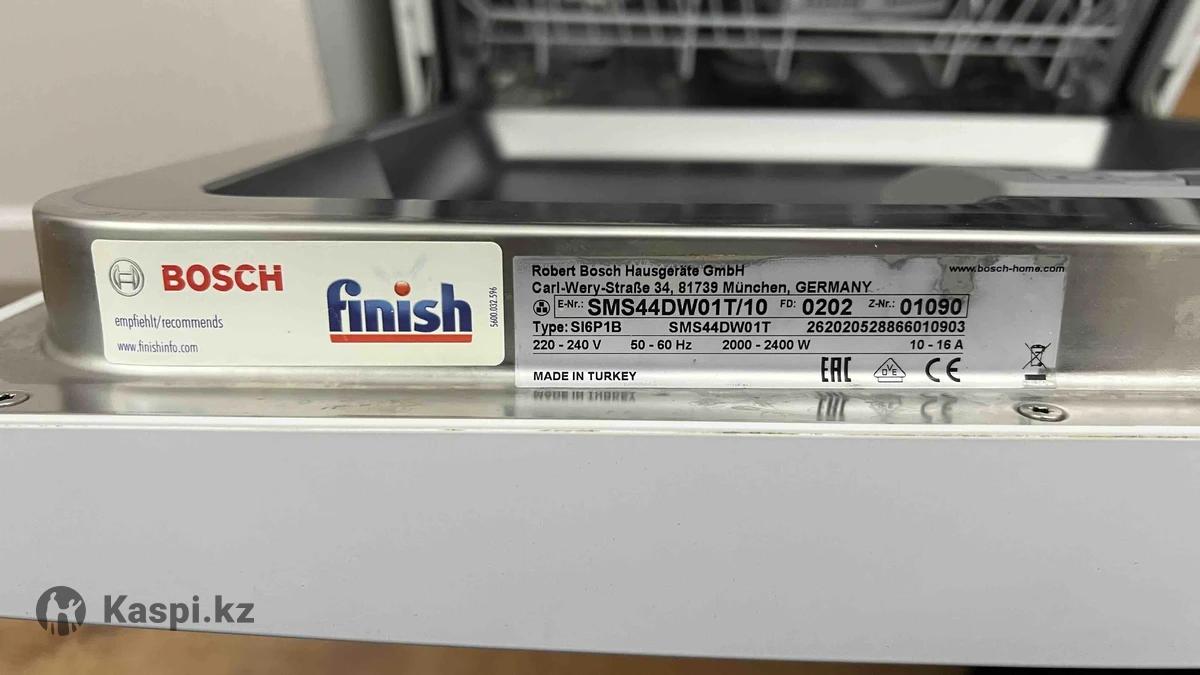 BOSCH
empfiehlt/recommends
www.finishinfo.com
finish
5600.032.596
Robert Bosch Hausgeräte GmbH
www.bosch-home.com
Carl-Wery-Straße 34, 81739 München, GERMANY
E-Nr.: SMS44DW01T/10 FD: 0202 Z-Nr.: 01090
Type: SI6P1B SMS44DW01T 262020528866010903
220 - 240 V 50 - 60 Hz 2000 - 2400 W 10 - 16 A
MADE IN TURKEY
EAC VDE CE
Kaspi.kz